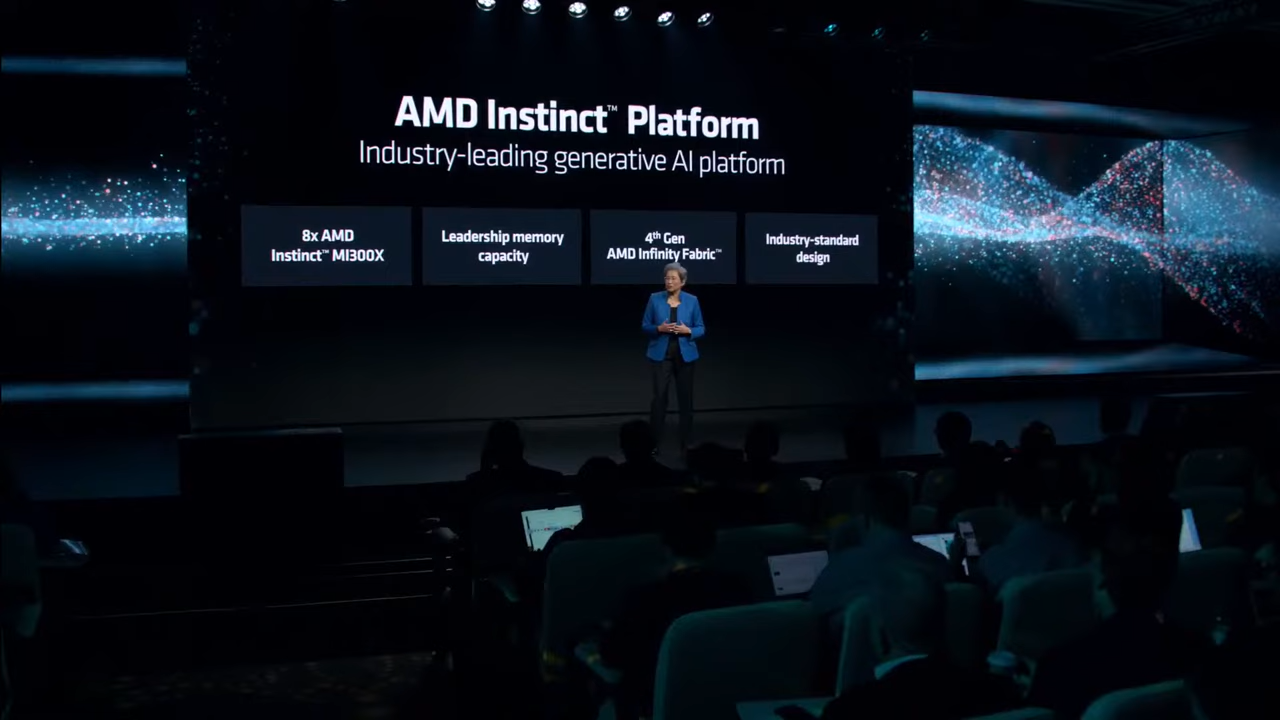 AMD Instinct™ Platform
Industry-leading generative AI platform
8x AMD
Instinct™ MI300X
Leadership memory
capacity
4th Gen
AMD Infinity Fabric™
Industry-standard
design